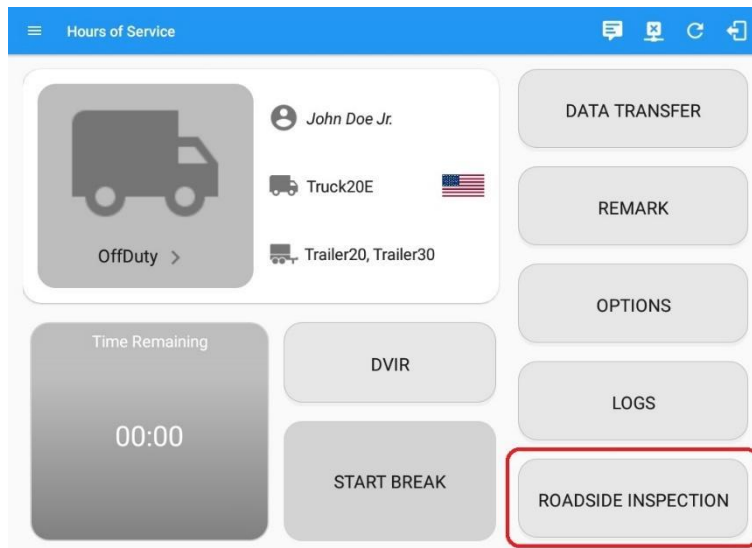 Hours of Service
John Doe Jr.
Truck20E
Trailer20, Trailer30
OffDuty >
Time Remaining
00:00
DVIR
START BREAK
DATA TRANSFER
REMARK
OPTIONS
LOGS
ROADSIDE INSPECTION